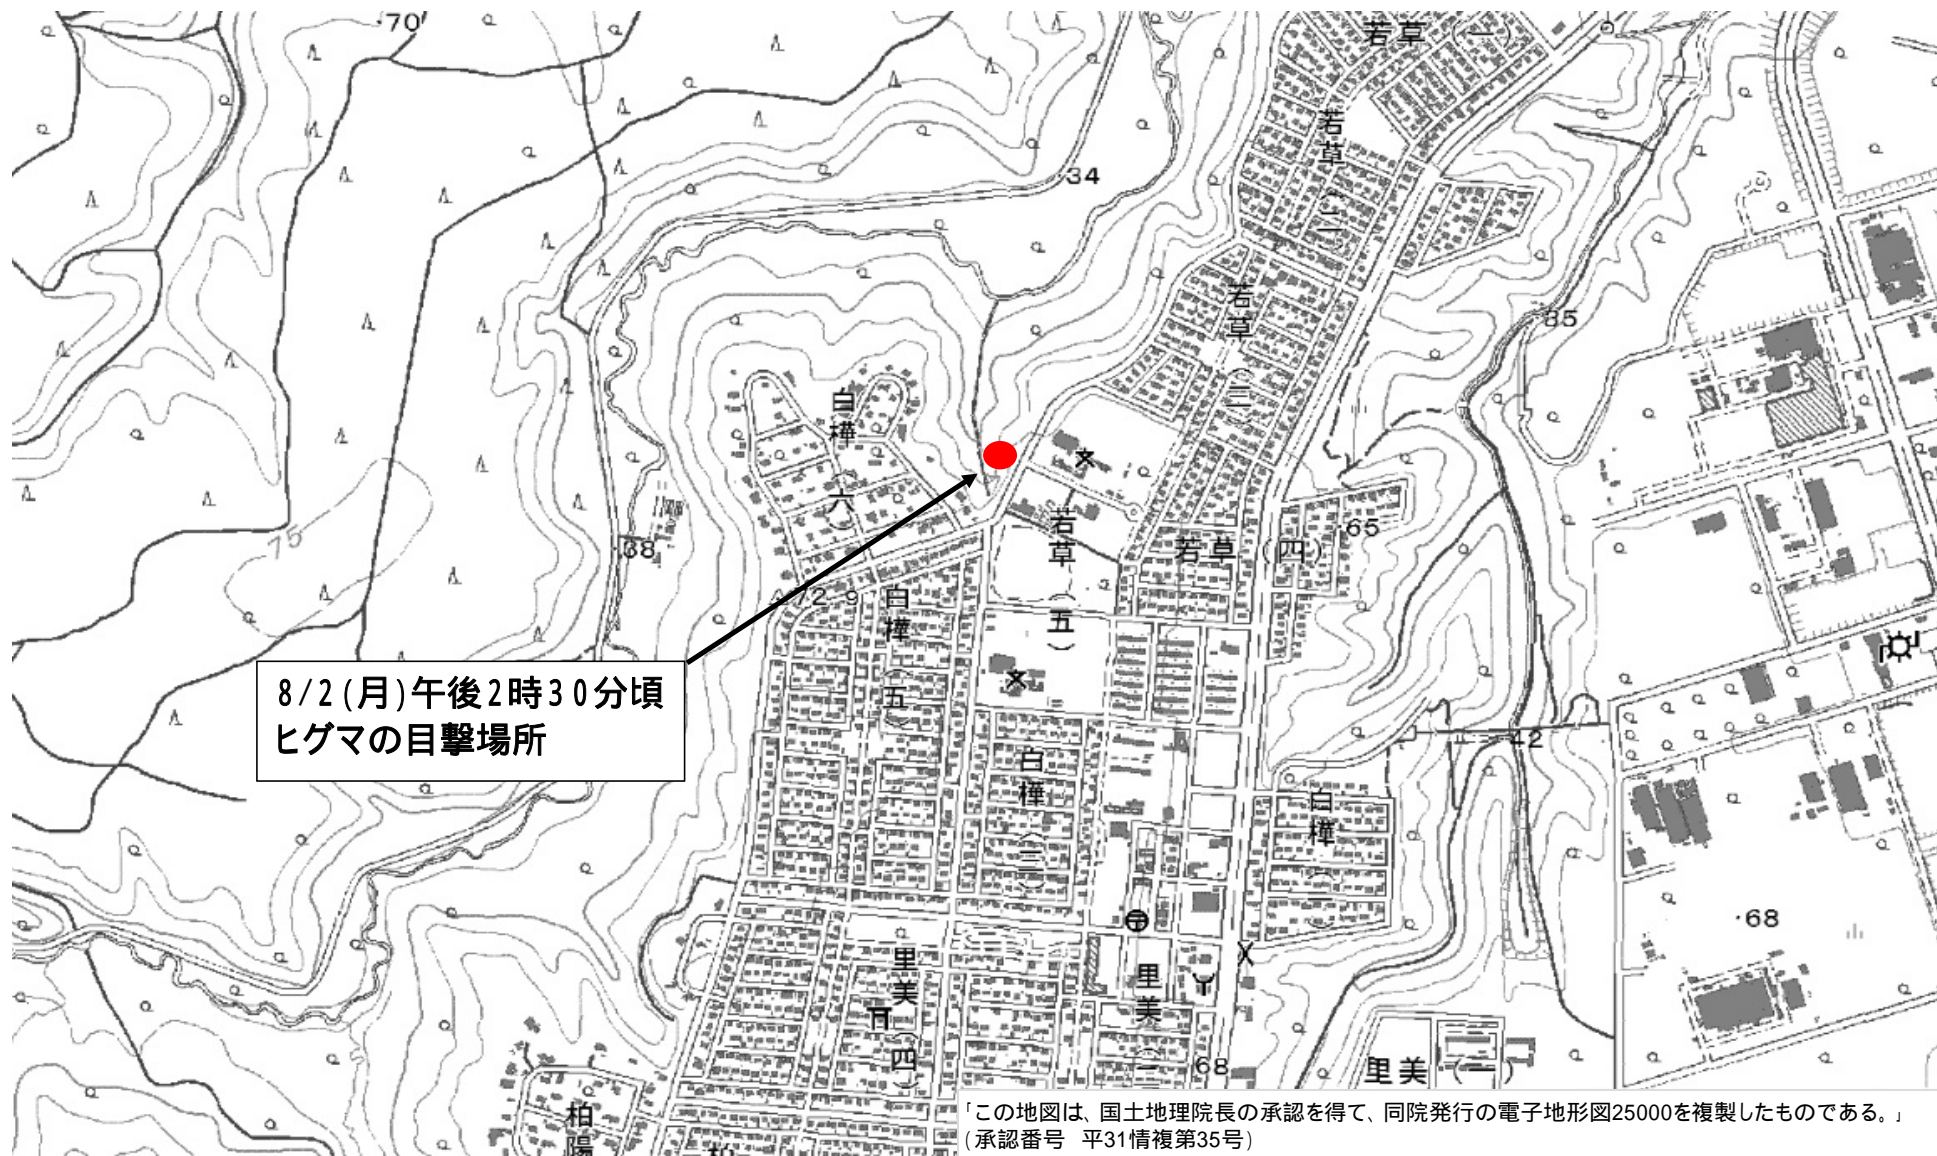 70
若草(一)
若草(二)
34
若草(三)
35
白樺(六)
65
若草(四)
若草(五)
75
38
72.9
白樺(五)
8/2(月)午後2時30分頃
ヒグマの目撃場所
42
白樺(三)
白樺
68
里美(四)
里美
68
里美(一)
柏陽
「この地図は、国土地理院長の承認を得て、同院発行の電子地形図25000を複製したものである。」
(承認番号 平31情複第35号)